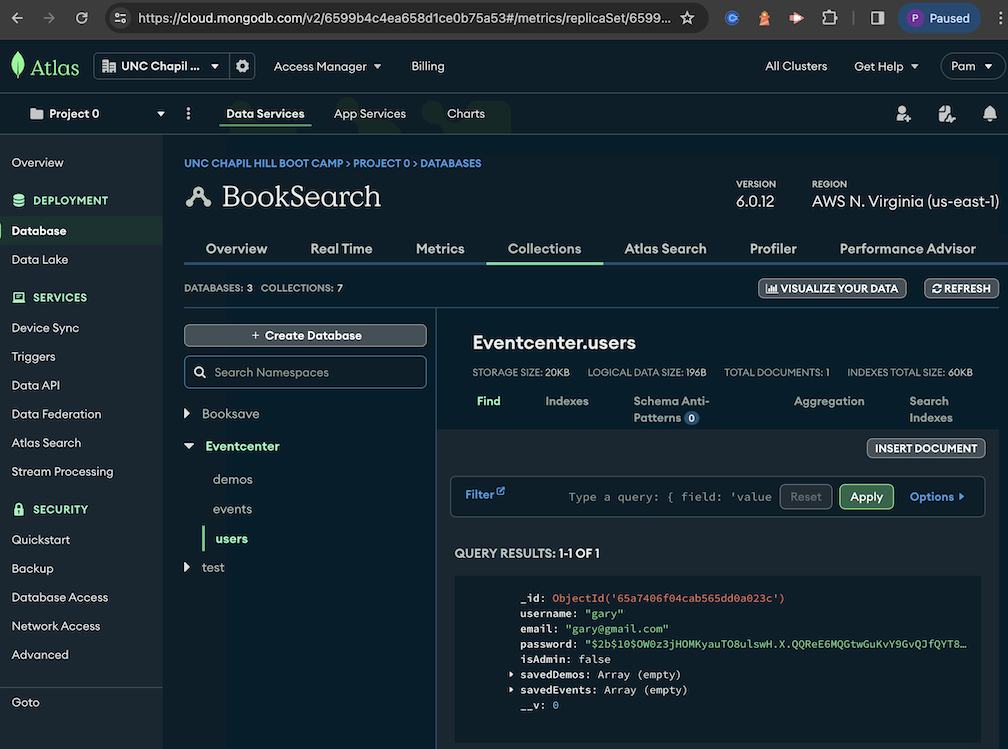 https://cloud.mongodb.com/v2/6599b4c4ea658d1ce0b75a53#/metrics/replicaSet/6599...
P Paused
Atlas
UNC Chapil ...
Access Manager
Billing
All Clusters
Get Help
Pam
Project 0
Data Services
App Services
Charts
Overview
DEPLOYMENT
Database
Data Lake
SERVICES
Device Sync
Triggers
Data API
Data Federation
Atlas Search
Stream Processing
SECURITY
Quickstart
Backup
Database Access
Network Access
Advanced
Goto
UNC CHAPIL HILL BOOT CAMP > PROJECT 0 > DATABASES
BookSearch
VERSION
6.0.12
REGION
AWS N. Virginia (us-east-1)
Overview
Real Time
Metrics
Collections
Atlas Search
Profiler
Performance Advisor
DATABASES: 3 COLLECTIONS: 7
VISUALIZE YOUR DATA
REFRESH
+ Create Database
Search Namespaces
Booksave
Eventcenter
demos
events
users
test
Eventcenter.users
STORAGE SIZE: 20KB LOGICAL DATA SIZE: 196B TOTAL DOCUMENTS: 1 INDEXES TOTAL SIZE: 60KB
Find
Indexes
Schema Anti-
Patterns 0
Aggregation
Search
Indexes
INSERT DOCUMENT
Filter
Type a query: { field: 'value
Reset
Apply
Options
QUERY RESULTS: 1-1 OF 1
_id: ObjectId('65a7406f04cab565dd0a023c')
username: "gary"
email: "gary@gmail.com"
password: "$2b$10$OW0z3jHOMKyauTO8ulswH.X.QQReE6MQGtwGuKvY9GvQJfQYT8…
isAdmin: false
savedDemos: Array (empty)
savedEvents: Array (empty)
__v: 0